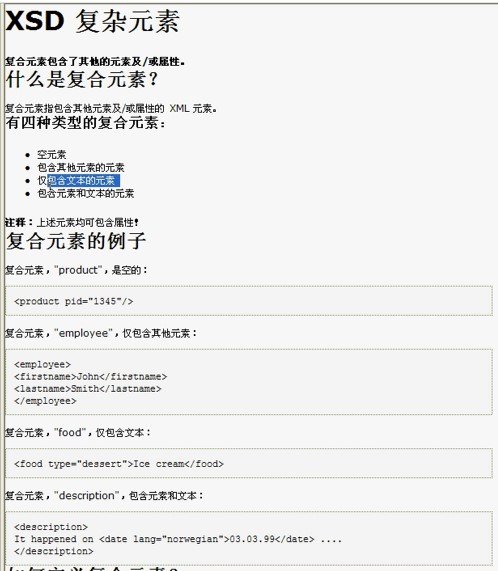 XSD 复杂元素
复合元素包含了其他的元素及/或属性。
什么是复合元素？
复合元素指包含其他元素及/或属性的 XML 元素。
有四种类型的复合元素：
空元素
包含其他元素的元素
仅包含文本的元素
包含元素和文本的元素
注释：上述元素均可包含属性！
复合元素的例子
复合元素，"product"，是空的：
<product pid="1345"/>
复合元素，"employee"，仅包含其他元素：
<employee>
<firstname>John</firstname>
<lastname>Smith</lastname>
</employee>
复合元素，"food"，仅包含文本：
<food type="dessert">Ice cream</food>
复合元素，"description"，包含元素和文本：
<description>
It happened on <date lang="norwegian">03.03.99</date> ....
</description>
如何定义复合元素？